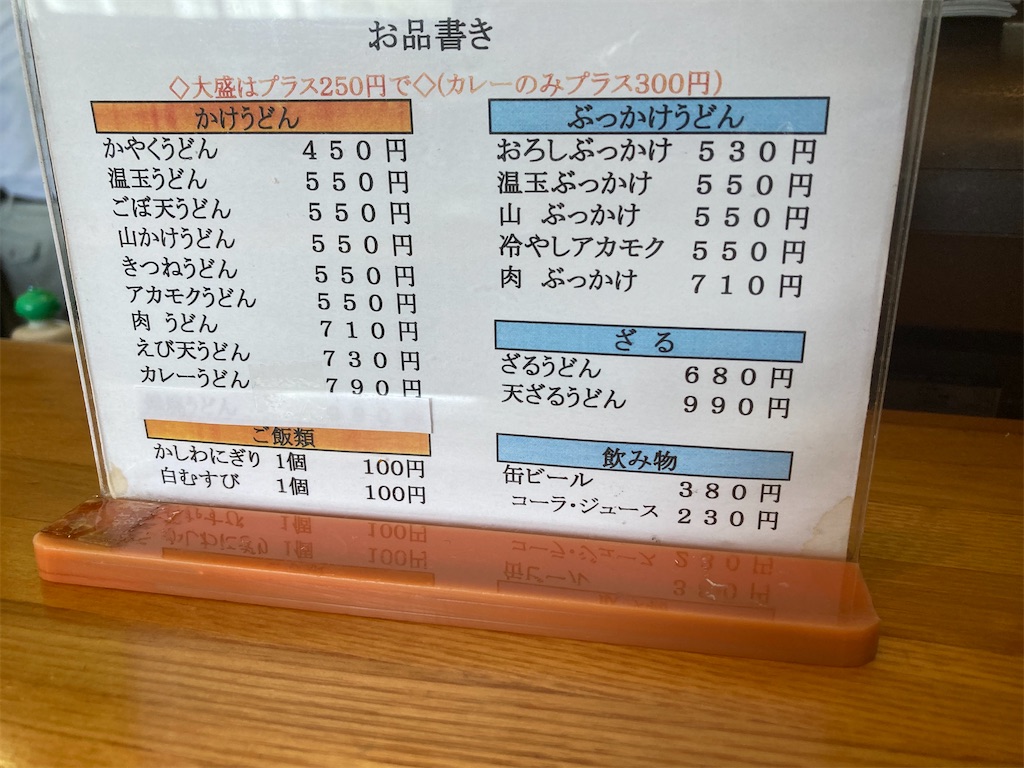 お品書き
◇大盛はプラス250円で◇(カレーのみプラス300円)
かけうどん
かやくうどん 450円
温玉うどん 550円
ごぼ天うどん 550円
山かけうどん 550円
きつねうどん 550円
アカモクうどん 550円
肉 うどん 710円
えび天うどん 730円
カレーうどん 790円
ご飯類
かしわにぎり 1個 100円
白むすび 1個 100円
ぶっかけうどん
おろしぶっかけ 530円
温玉ぶっかけ 550円
山 ぶっかけ 550円
冷やしアカモク 550円
肉 ぶっかけ 710円
ざる
ざるうどん 680円
天ざるうどん 990円
飲み物
缶ビール 380円
コーラ・ジュース 230円